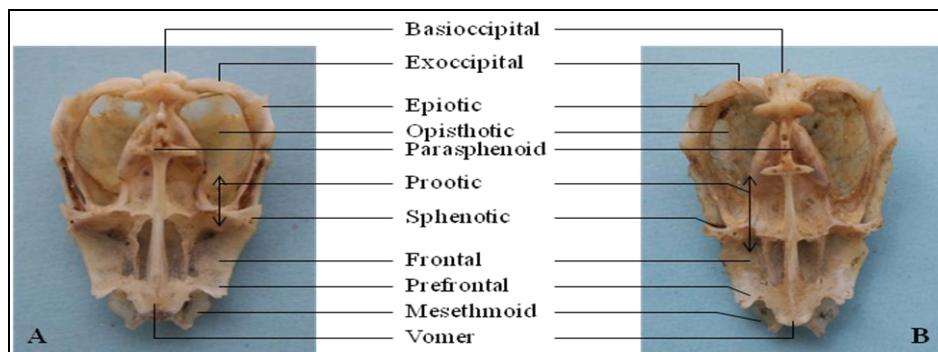 Basioccipital
Exoccipital
Epiotic
Opisthotic
Parasphenoid
Prootic
Sphenotic
Frontal
Prefrontal
Mesethmoid
Vomer
A
B